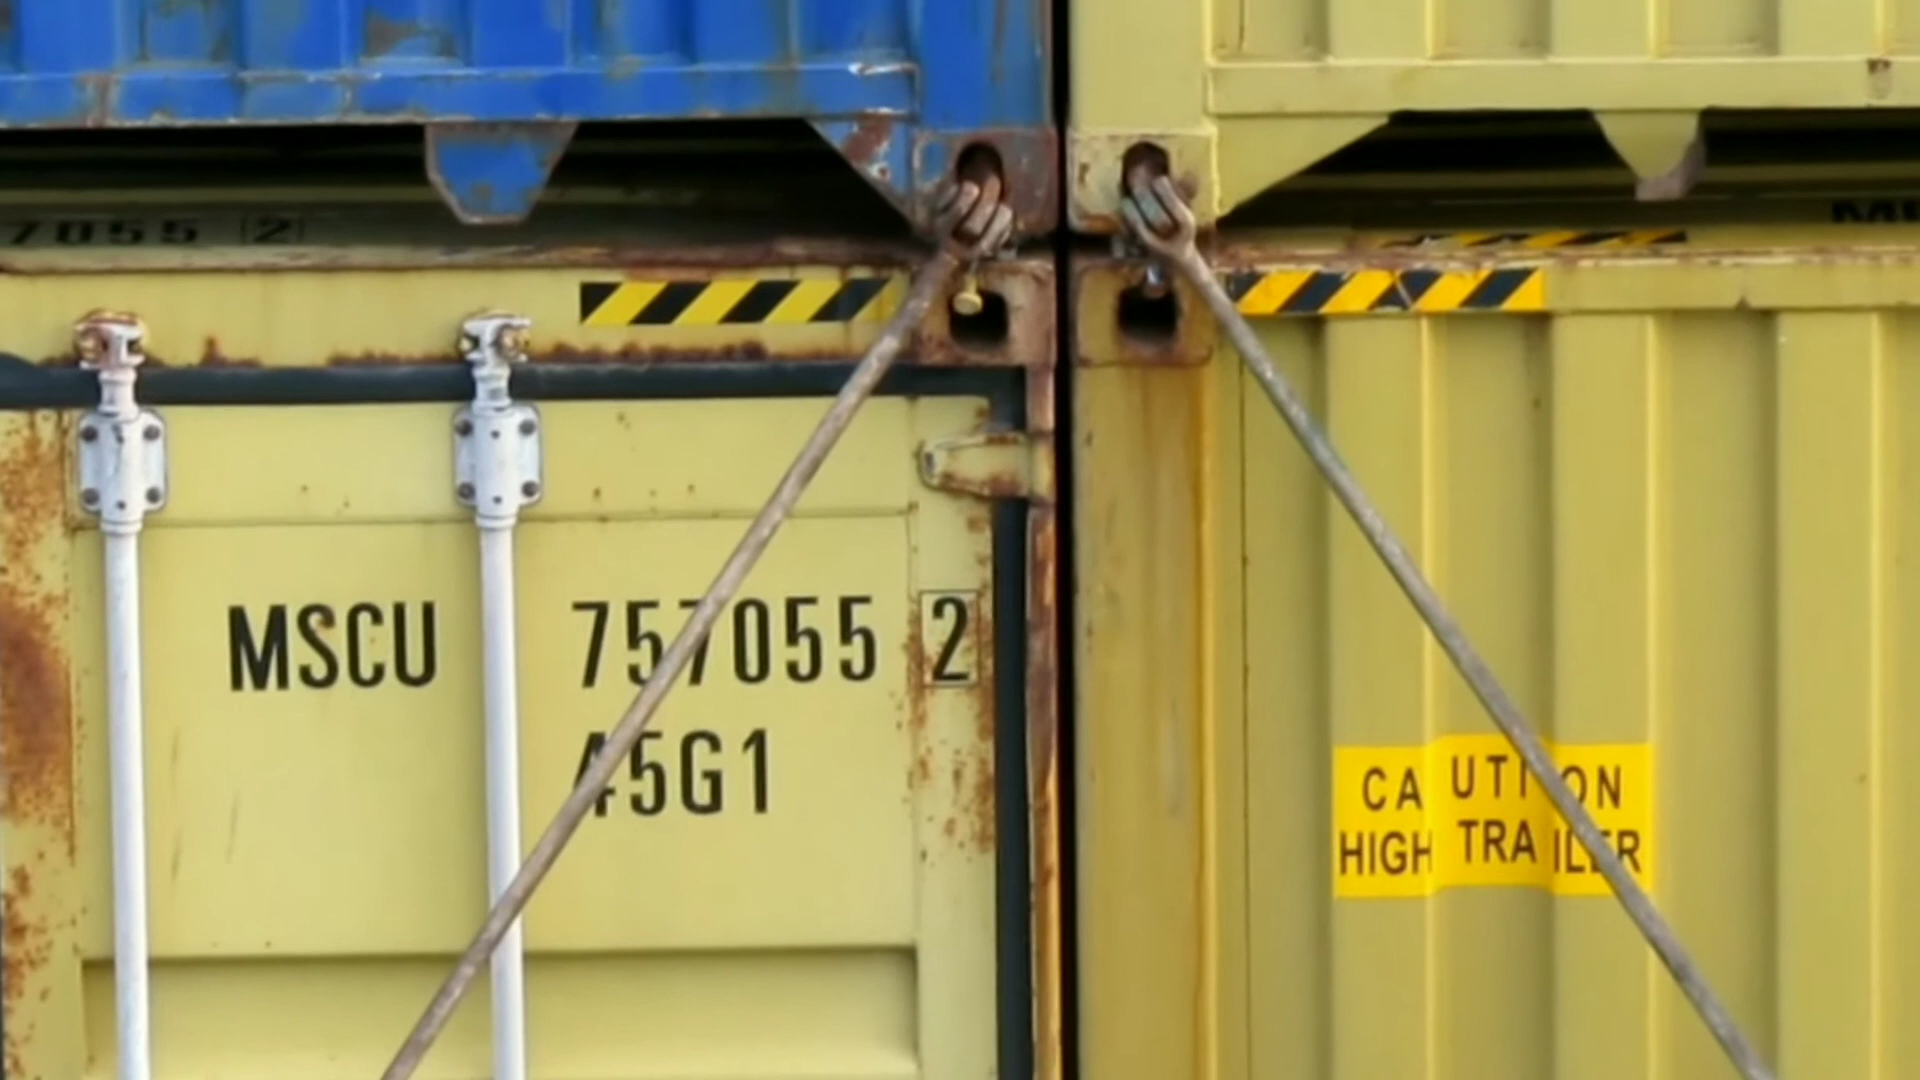 7055 2
MSCU 757055 2
45G1
CAUTION
HIGH TRAILER